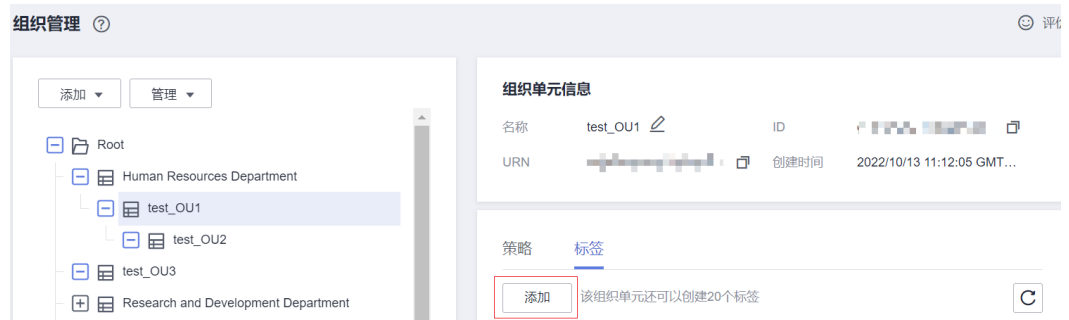 组织管理
添加 管理
Root
Human Resources Department
test_OU1
test_OU2
test_OU3
Research and Development Department
组织单元信息
名称 test_OU1 ID
URN 创建时间 2022/10/13 11:12:05 GMT...
策略 标签
添加 该组织单元还可以创建20个标签